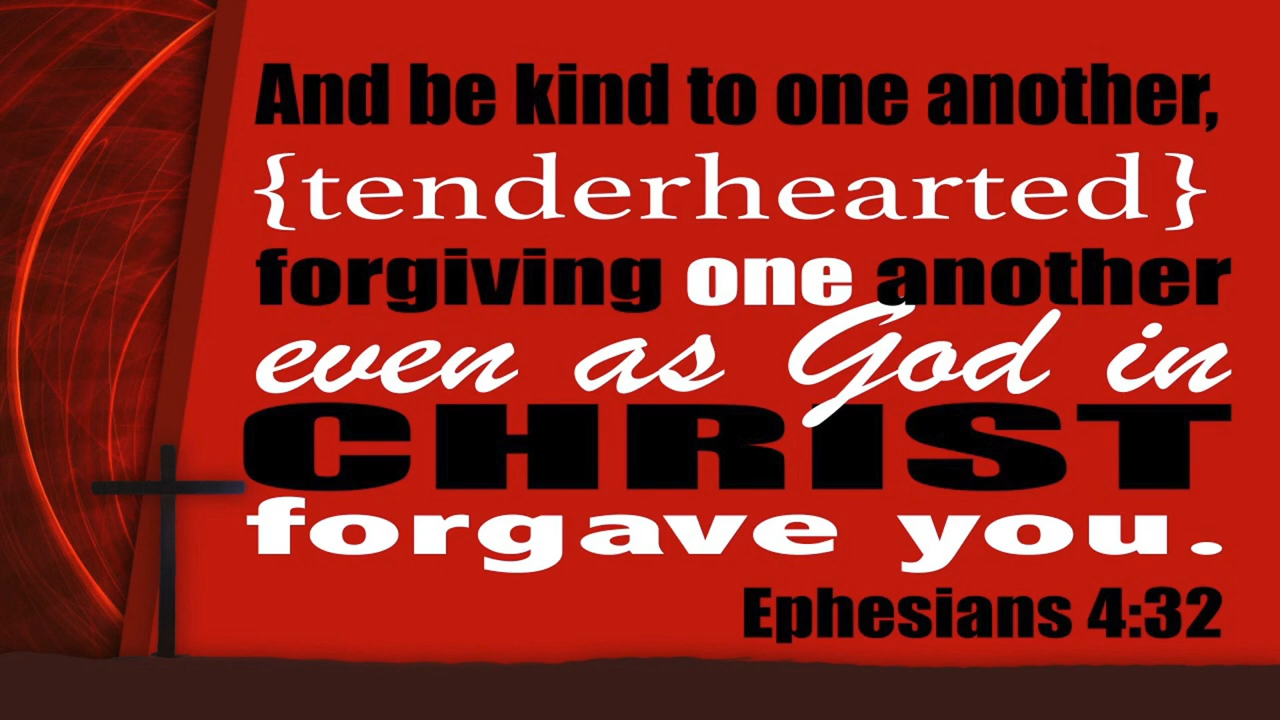 And be kind to one another,
{tenderhearted}
forgiving one another
even as God in
CHRIST
forgave you.
Ephesians 4:32